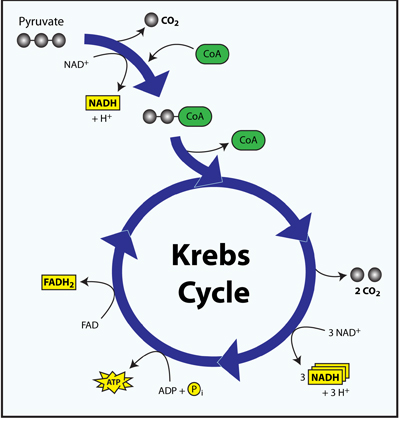 Pyruvate
CO₂
NAD⁺
CoA
NADH
+ H⁺
CoA
CoA
Krebs
Cycle
2 CO₂
FADH₂
FAD
3 NAD⁺
3 NADH
+ 3 H⁺
ATP
ADP + Pi